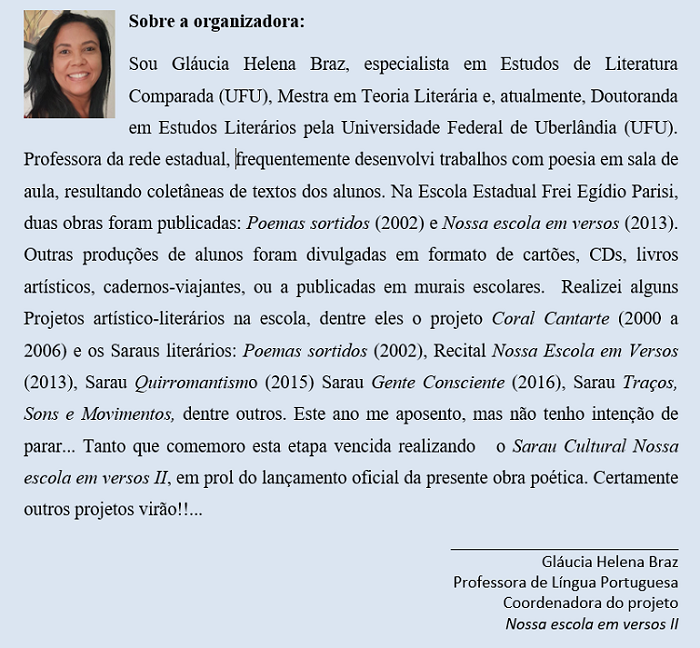 Sobre a organizadora:
Sou Gláucia Helena Braz, especialista em Estudos de Literatura
Comparada (UFU), Mestra em Teoria Literária e, atualmente, Doutoranda
em Estudos Literários pela Universidade Federal de Uberlândia (UFU).
Professora da rede estadual, frequentemente desenvolvi trabalhos com poesia em sala de
aula, resultando coletâneas de textos dos alunos. Na Escola Estadual Frei Egídio Parisi,
duas obras foram publicadas: Poemas sortidos (2002) e Nossa escola em versos (2013).
Outras produções de alunos foram divulgadas em formato de cartões, CDs, livros
artísticos, cadernos-viajantes, ou a publicadas em murais escolares. Realizei alguns
Projetos artístico-literários na escola, dentre eles o projeto Coral Cantarte (2000 a
2006) e os Saraus literários: Poemas sortidos (2002), Recital Nossa Escola em Versos
(2013), Sarau Quirromantismo (2015) Sarau Gente Consciente (2016), Sarau Traços,
Sons e Movimentos, dentre outros. Este ano me aposento, mas não tenho intenção de
parar... Tanto que comemoro esta etapa vencida realizando o Sarau Cultural Nossa
escola em versos II, em prol do lançamento oficial da presente obra poética. Certamente
outros projetos virão!!...
Gláucia Helena Braz
Professora de Língua Portuguesa
Coordenadora do projeto
Nossa escola em versos II